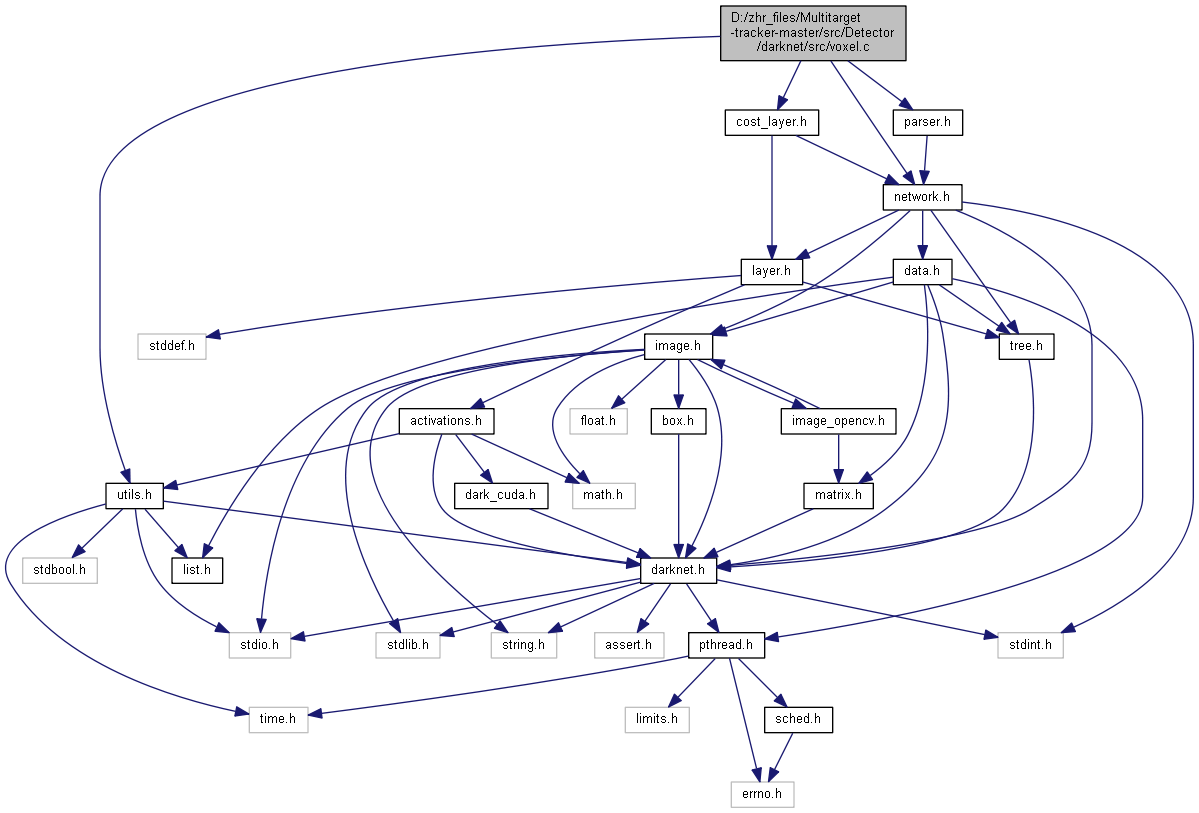 D:/zhr_files/Multitarget
-tracker-master/src/Detector
/darknet/src/voxel.c
cost_layer.h
parser.h
network.h
layer.h
data.h
stddef.h
image.h
tree.h
activations.h
float.h
box.h
image_opencv.h
utils.h
dark_cuda.h
math.h
matrix.h
stdbool.h
list.h
darknet.h
stdio.h
stdlib.h
string.h
assert.h
pthread.h
stdint.h
time.h
limits.h
sched.h
errno.h